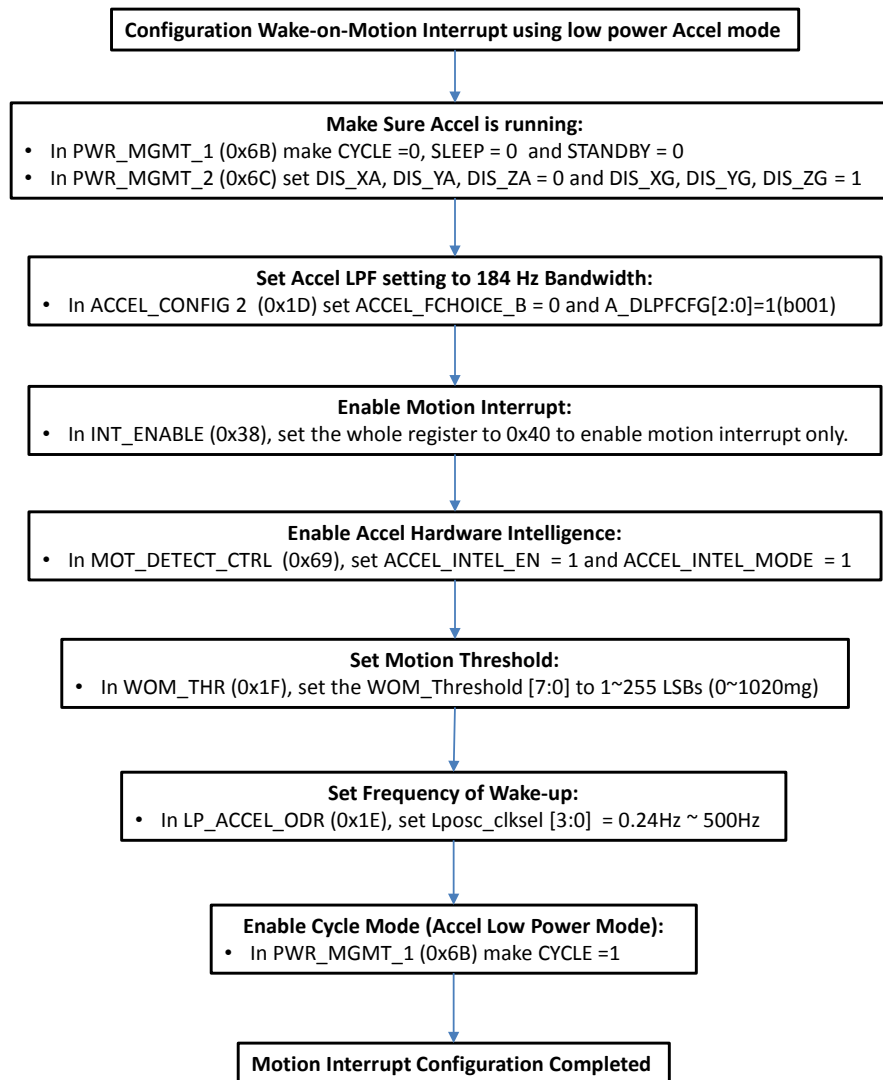 Configuration Wake-on-Motion Interrupt using low power Accel mode
Make Sure Accel is running:
• In PWR_MGMT_1 (0x6B) make CYCLE =0, SLEEP = 0 and STANDBY = 0
• In PWR_MGMT_2 (0x6C) set DIS_XA, DIS_YA, DIS_ZA = 0 and DIS_XG, DIS_YG, DIS_ZG = 1
Set Accel LPF setting to 184 Hz Bandwidth:
• In ACCEL_CONFIG 2 (0x1D) set ACCEL_FCHOICE_B = 0 and A_DLPFCFG[2:0]=1(b001)
Enable Motion Interrupt:
• In INT_ENABLE (0x38), set the whole register to 0x40 to enable motion interrupt only.
Enable Accel Hardware Intelligence:
• In MOT_DETECT_CTRL (0x69), set ACCEL_INTEL_EN = 1 and ACCEL_INTEL_MODE = 1
Set Motion Threshold:
• In WOM_THR (0x1F), set the WOM_Threshold [7:0] to 1~255 LSBs (0~1020mg)
Set Frequency of Wake-up:
• In LP_ACCEL_ODR (0x1E), set Lposc_clksel [3:0] = 0.24Hz ~ 500Hz
Enable Cycle Mode (Accel Low Power Mode):
• In PWR_MGMT_1 (0x6B) make CYCLE =1
Motion Interrupt Configuration Completed